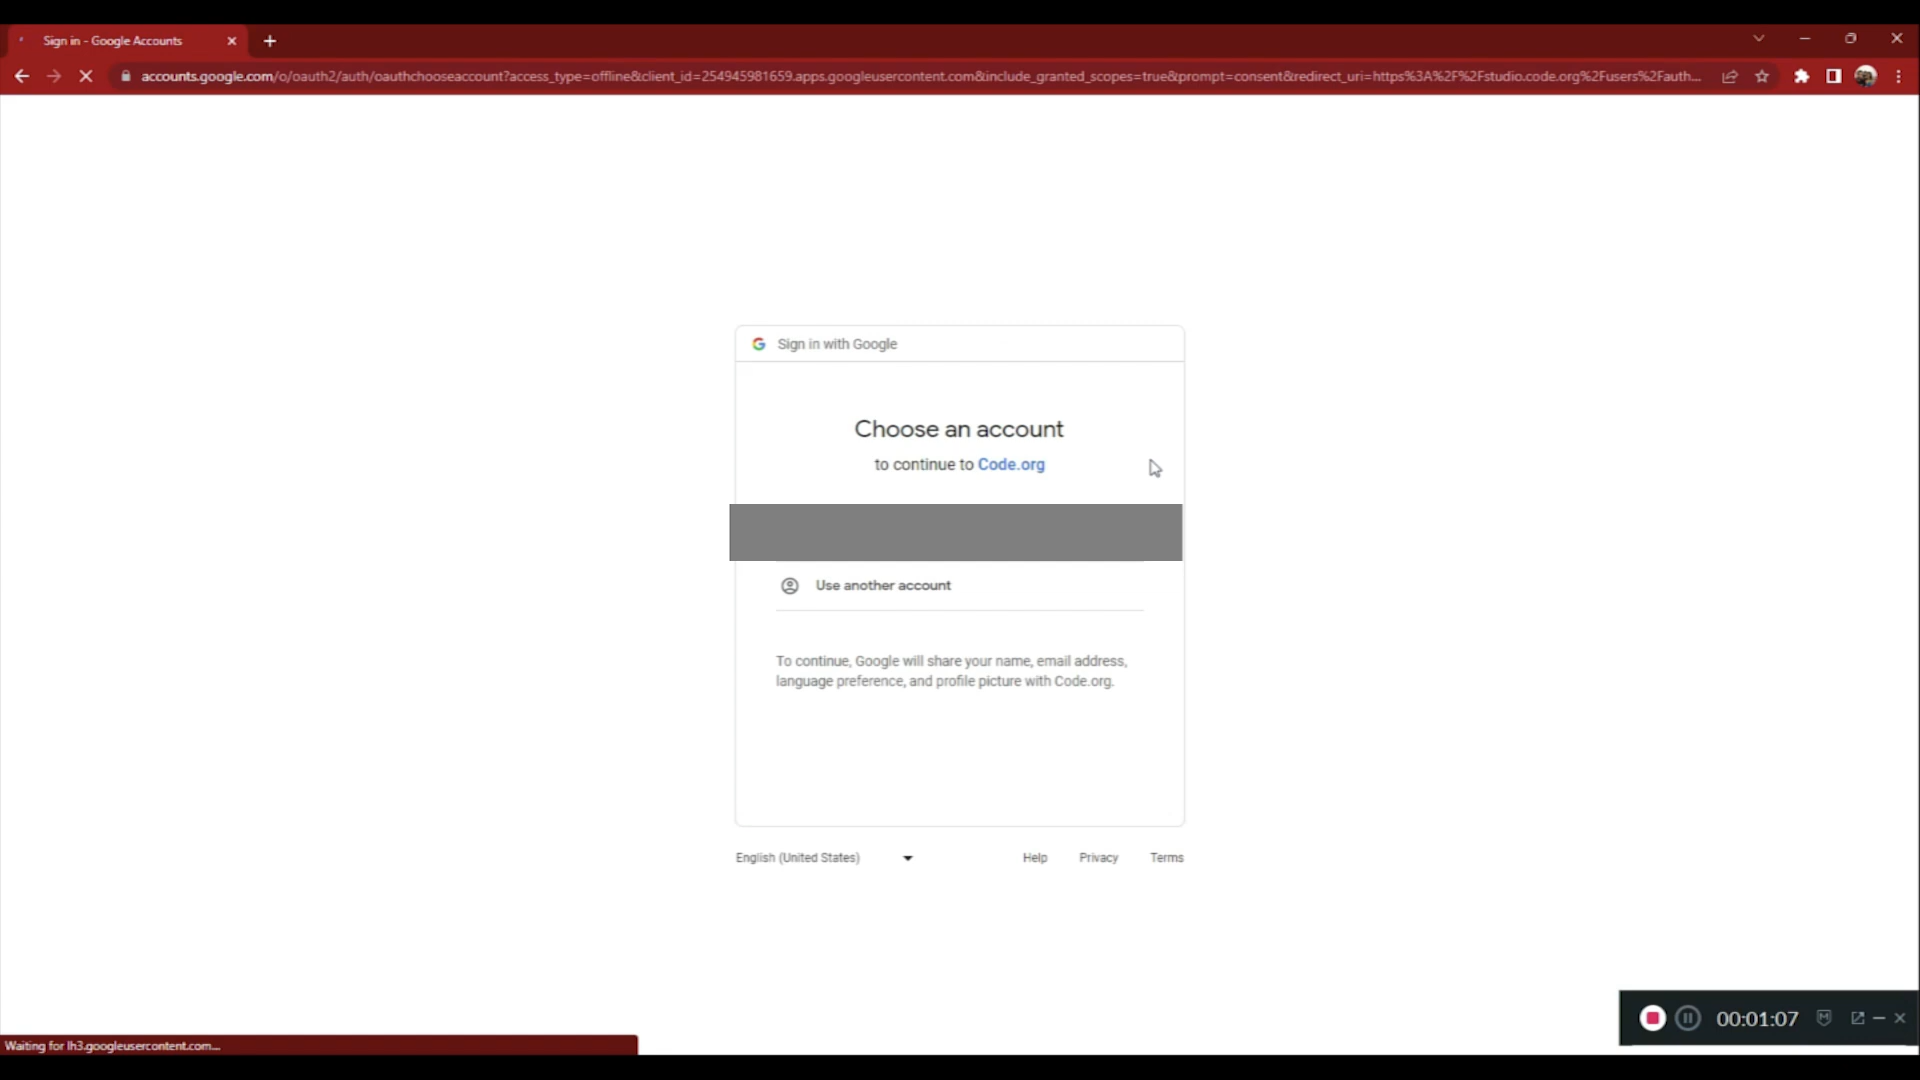 Sign in - Google Accounts
accounts.google.com/o/oauth2/auth/oauthchooseaccount?access_type=offline&client_id=254945981659.apps.googleusercontent.com&include_granted_scopes=true&prompt=consent&redirect_uri=https%3A%2F%2Fstudio.code.org%2Fusers%2Fauth...
Sign in with Google
Choose an account
to continue to Code.org
Use another account
To continue, Google will share your name, email address,
language preference, and profile picture with Code.org.
English (United States)
Help
Privacy
Terms
00:01:07
Waiting for lh3.googleusercontent.com...